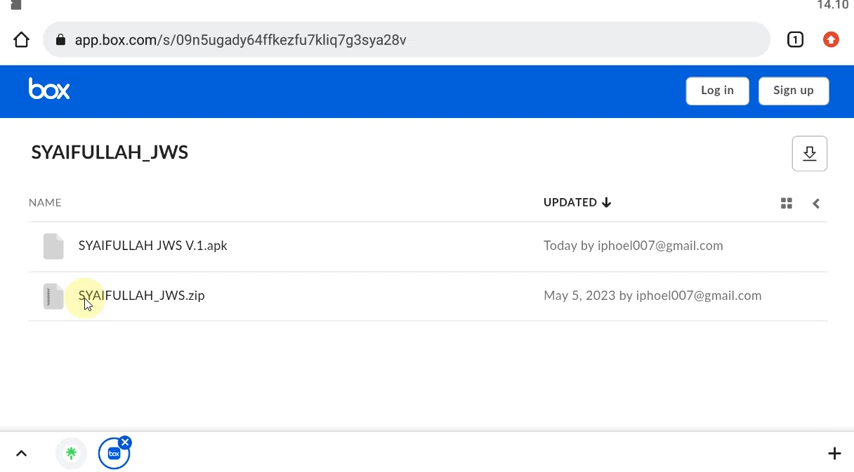 14.10
app.box.com/s/09n5ugady64ffkezfu7kliq7g3sya28v
1
box
Log in
Sign up
SYAIFULLAH_JWS
NAME
UPDATED
SYAIFULLAH JWS V.1.apk
Today by iphoel007@gmail.com
SYAIFULLAH_JWS.zip
May 5, 2023 by iphoel007@gmail.com
box